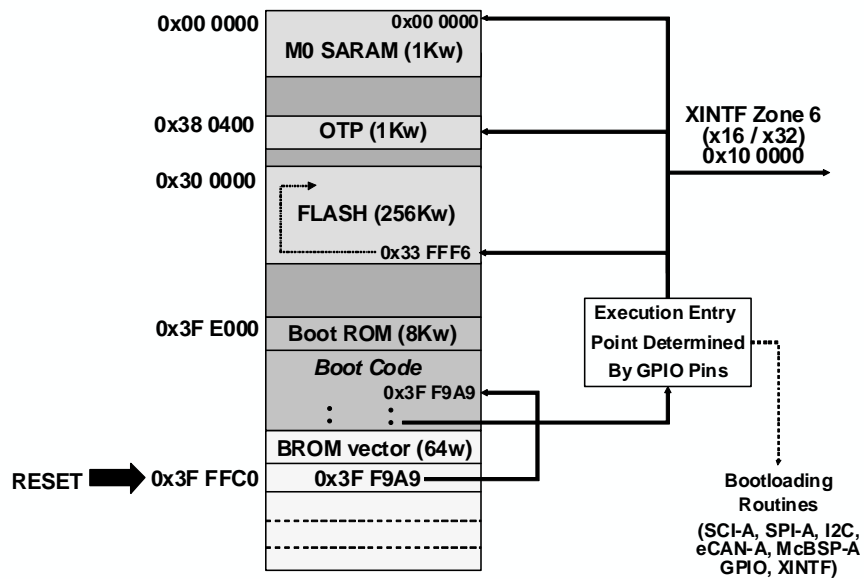 0x00 0000
0x00 0000
M0 SARAM (1Kw)
0x38 0400
OTP (1Kw)
XINTF Zone 6
(x16 / x32)
0x10 0000
0x30 0000
FLASH (256Kw)
0x33 FFF6
Execution Entry
Point Determined
By GPIO Pins
0x3F E000
Boot ROM (8Kw)
Boot Code
0x3F F9A9
BROM vector (64w)
RESET
0x3F FFC0
0x3F F9A9
Bootloading
Routines
(SCI-A, SPI-A, I2C,
eCAN-A, McBSP-A
GPIO, XINTF)